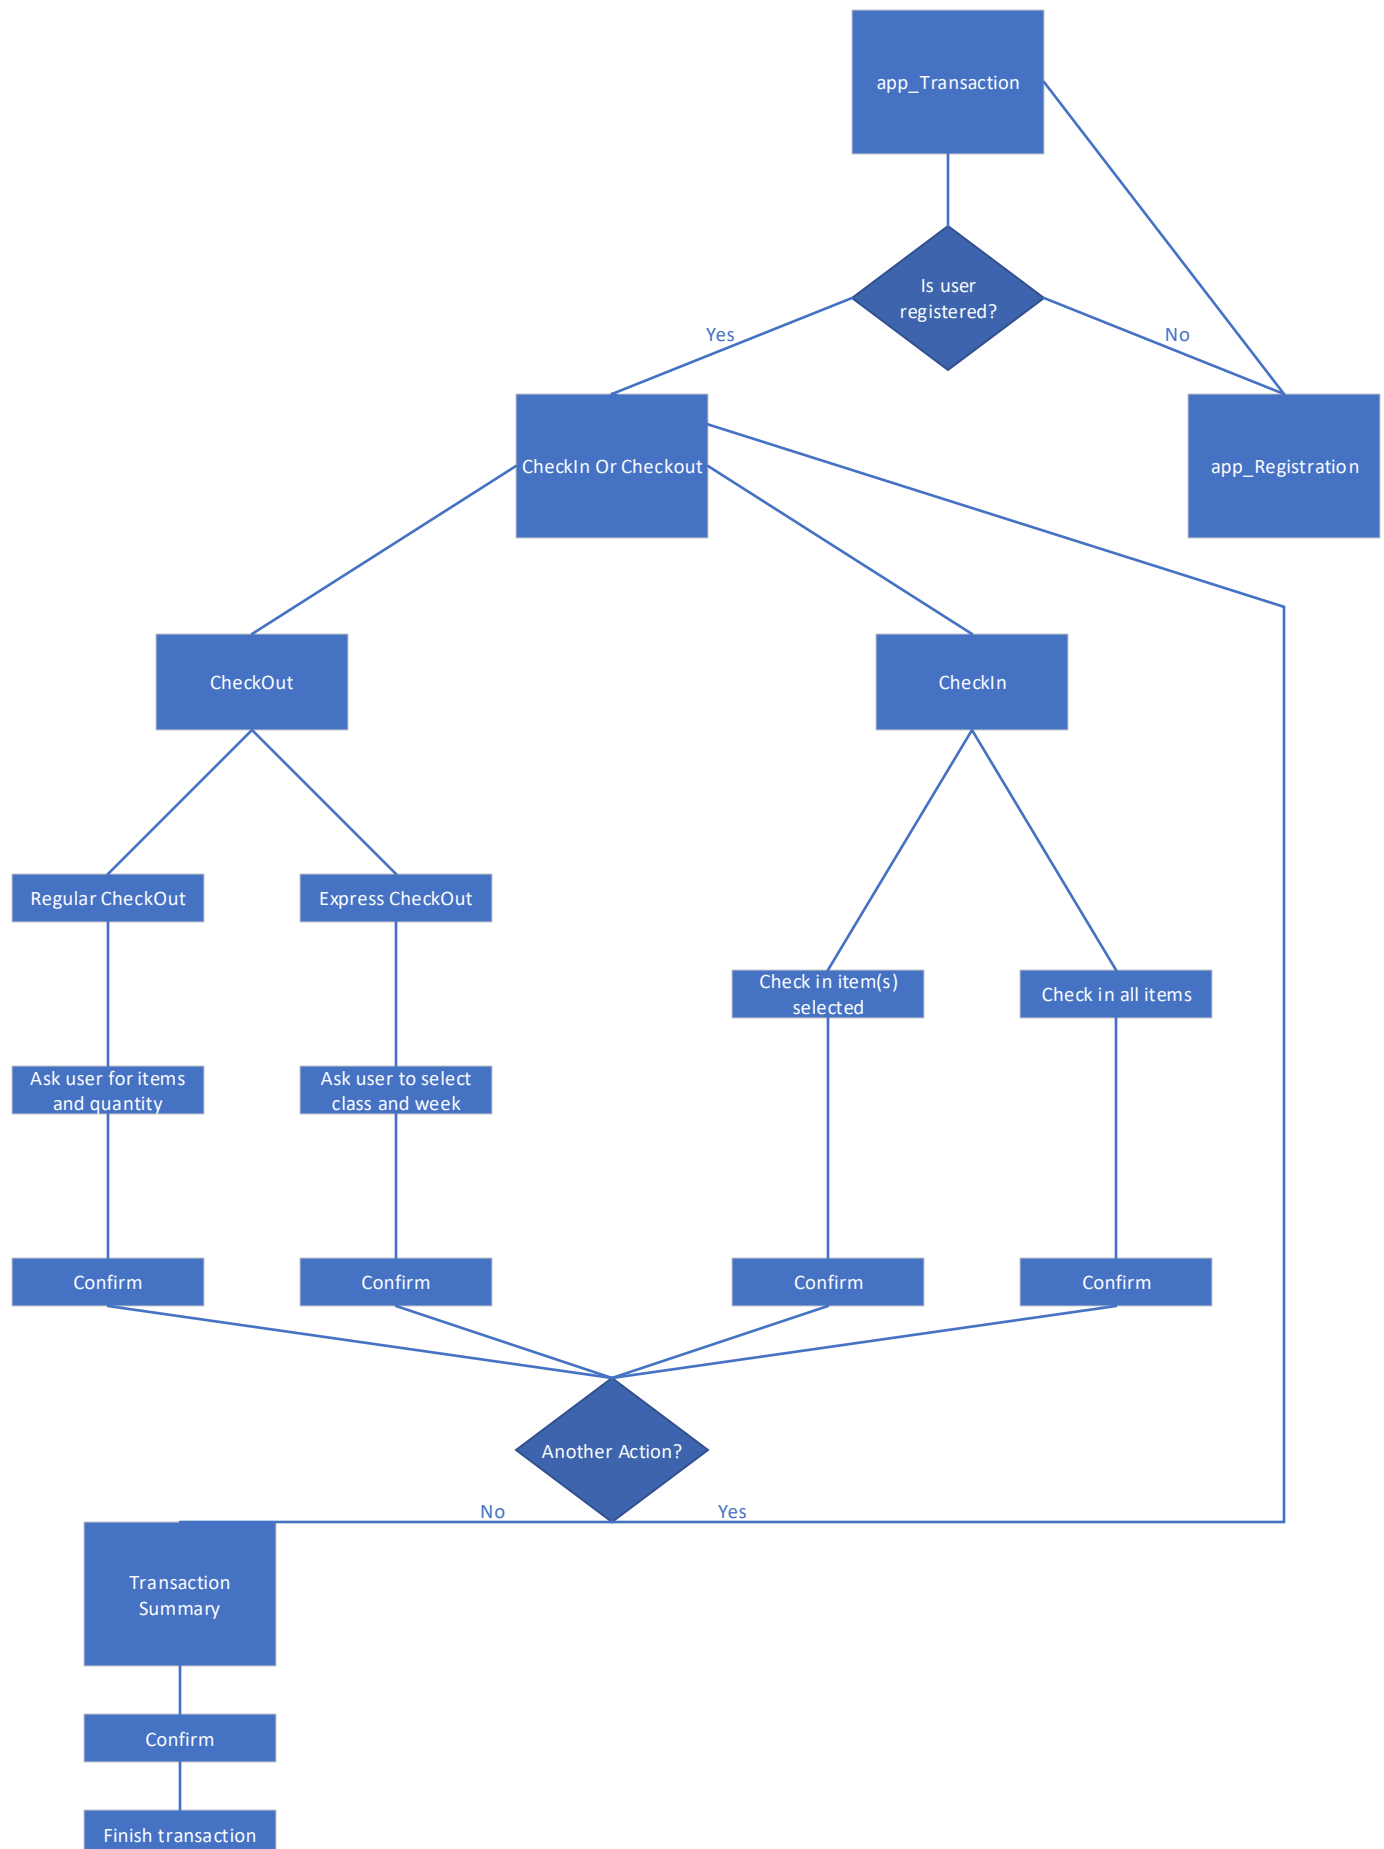 app_Transaction
Is user
registered?
Yes
No
CheckIn Or Checkout
app_Registration
CheckOut
CheckIn
Regular CheckOut
Express CheckOut
Check in item(s)
selected
Check in all items
Ask user for items
and quantity
Ask user to select
class and week
Confirm
Confirm
Confirm
Confirm
Another Action?
No
Yes
Transaction
Summary
Confirm
Finish transaction